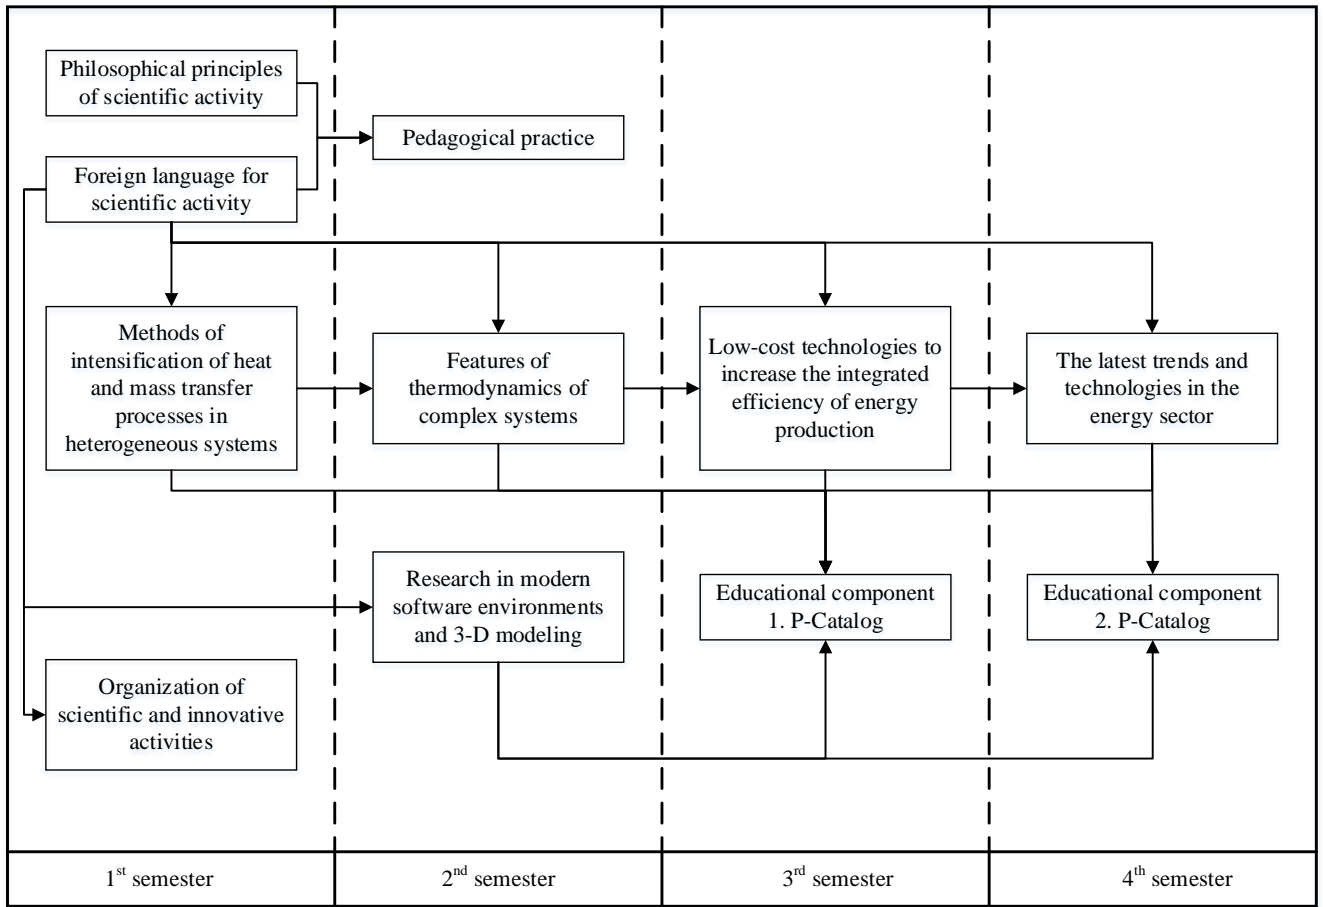 Philosophical principles
of scientific activity
Pedagogical practice
Foreign language for
scientific activity
Methods of
intensification of heat
and mass transfer
processes in
heterogeneous systems
Features of
thermodynamics of
complex systems
Low-cost technologies to
increase the integrated
efficiency of energy
production
The latest trends and
technologies in the
energy sector
Research in modern
software environments
and 3-D modeling
Educational component
1. P-Catalog
Educational component
2. P-Catalog
Organization of
scientific and innovative
activities
1st semester
2nd semester
3rd semester
4th semester